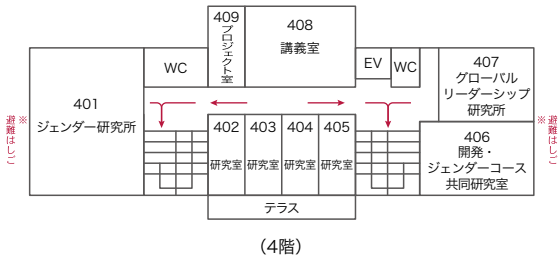 409
プロジェクト室
408
講義室
WC
EV
WC
407
グローバル
リーダーシップ
研究所
401
ジェンダー研究所
※
避難はしご
402
研究室
403
研究室
404
研究室
405
研究室
406
開発・
ジェンダーコース
共同研究室
※
避難はしご
テラス
（4階）